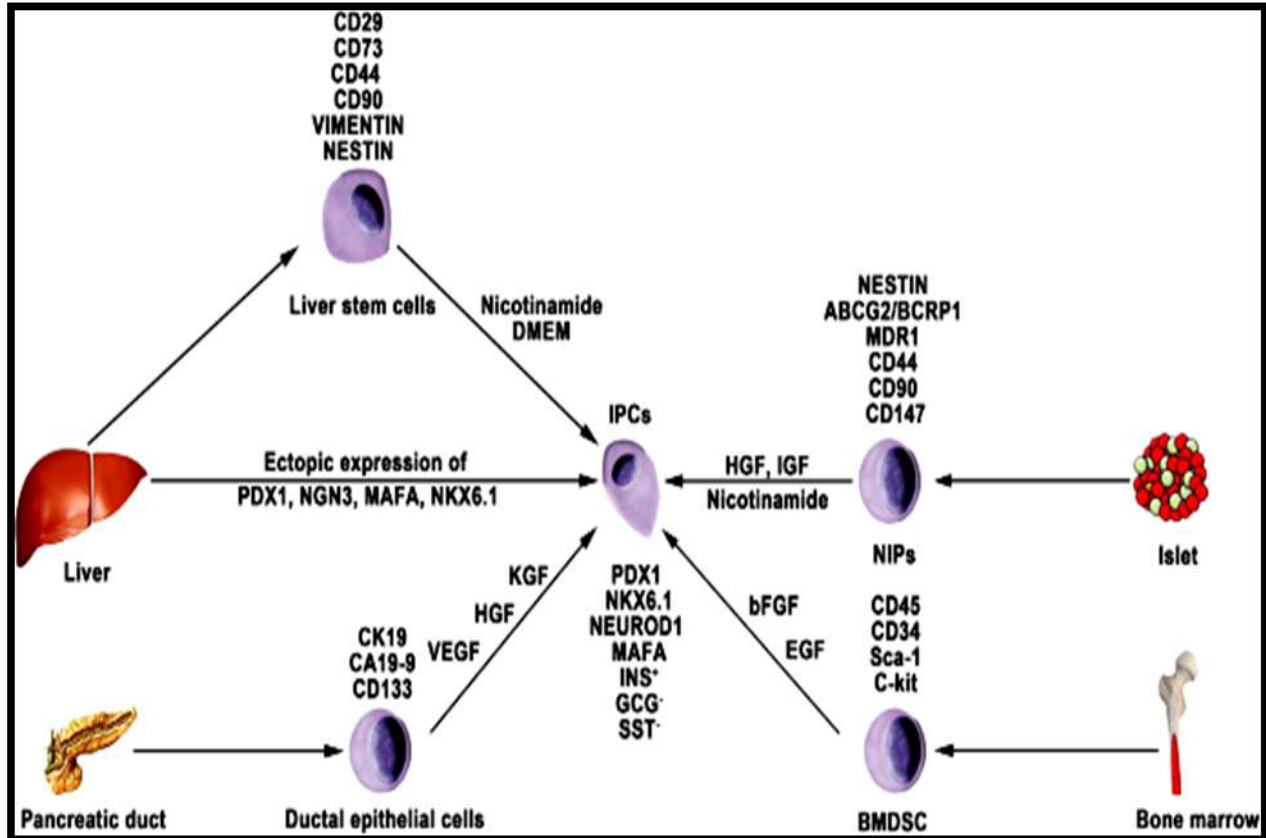 CD29
CD73
CD44
CD90
VIMENTIN
NESTIN
Liver stem cells
Nicotinamide
DMEM
NESTIN
ABCG2/BCRP1
MDR1
CD44
CD90
CD147
IPCs
Ectopic expression of
PDX1, NGN3, MAFA, NKX6.1
HGF, IGF
Nicotinamide
Liver
NIPs
Islet
KGF
HGF
VEGF
PDX1
NKX6.1
NEUROD1
MAFA
INS⁺
GCG⁻
SST⁻
bFGF
EGF
CK19
CA19-9
CD133
CD45
CD34
Sca-1
C-kit
Pancreatic duct
Ductal epithelial cells
BMDSC
Bone marrow